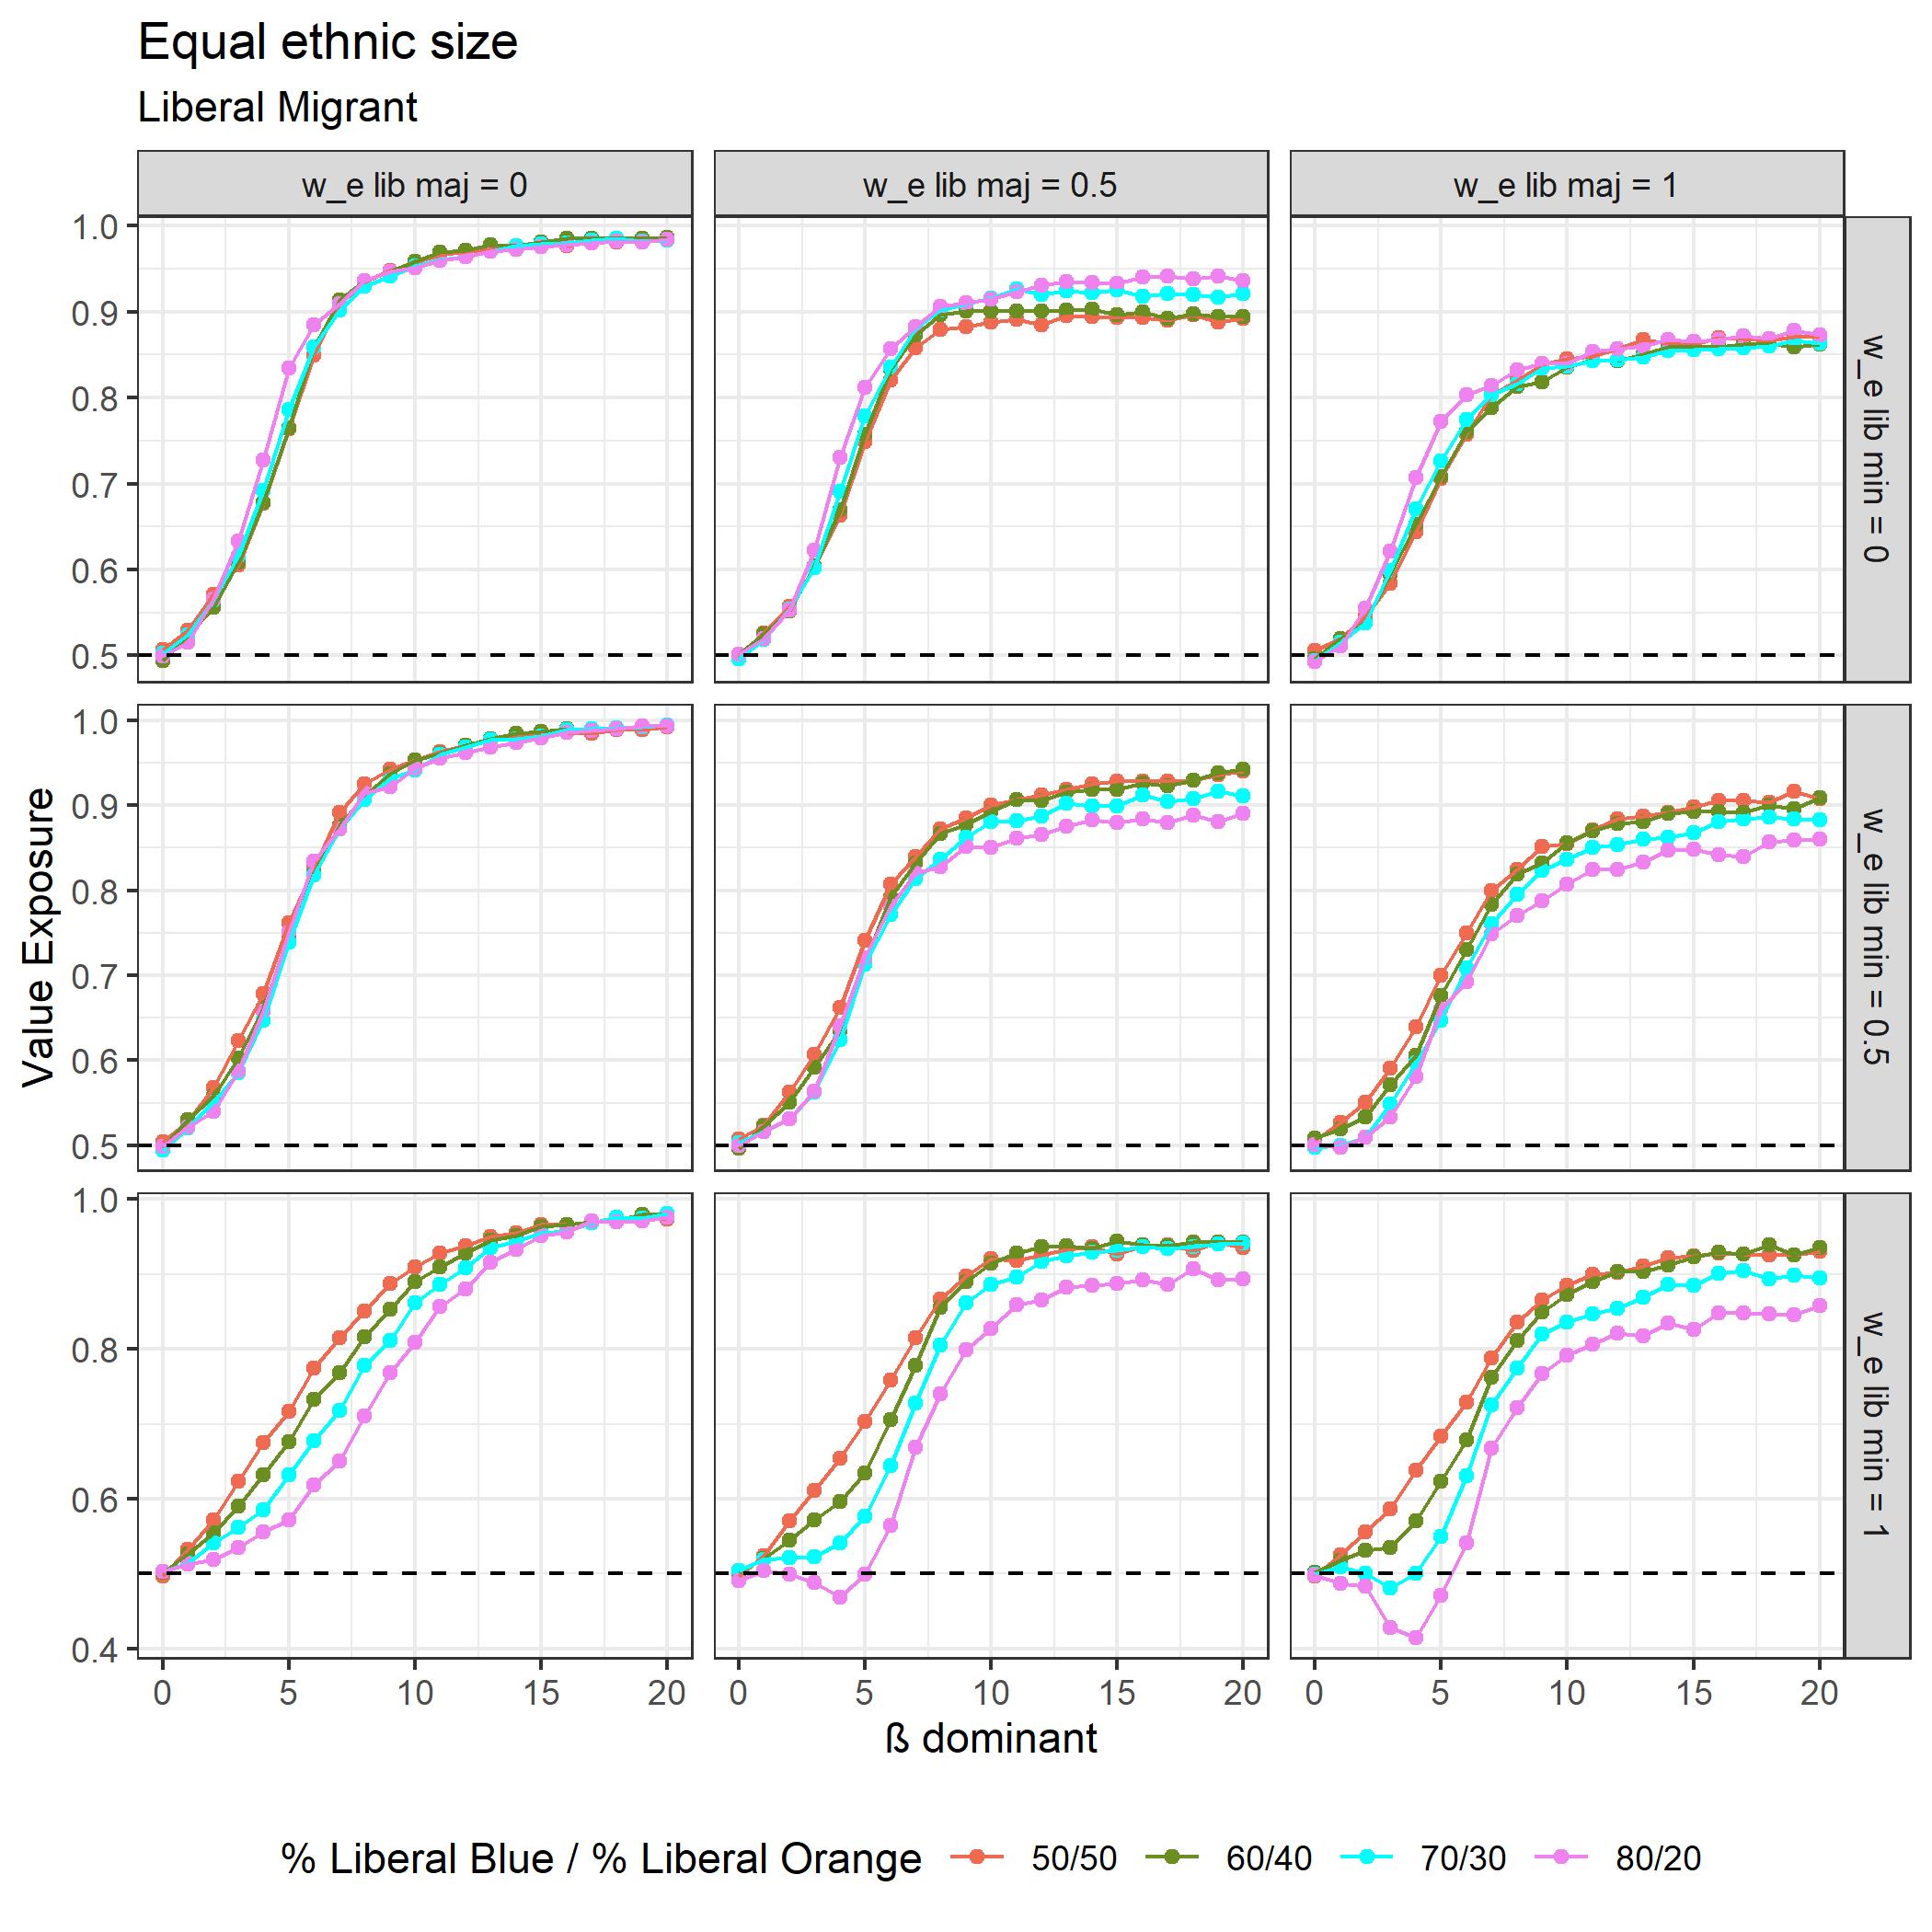 Equal ethnic size
Liberal Migrant
w_e lib maj = 0
w_e lib maj = 0.5
w_e lib maj = 1
1.0
0.9
0.8
0.7
0.6
0.5
w_e lib min = 0
1.0
0.9
0.8
0.7
0.6
0.5
w_e lib min = 0.5
Value Exposure
1.0
0.8
0.6
0.4
w_e lib min = 1
0 5 10 15 20
0 5 10 15 20
0 5 10 15 20
ß dominant
% Liberal Blue / % Liberal Orange 50/50 60/40 70/30 80/20